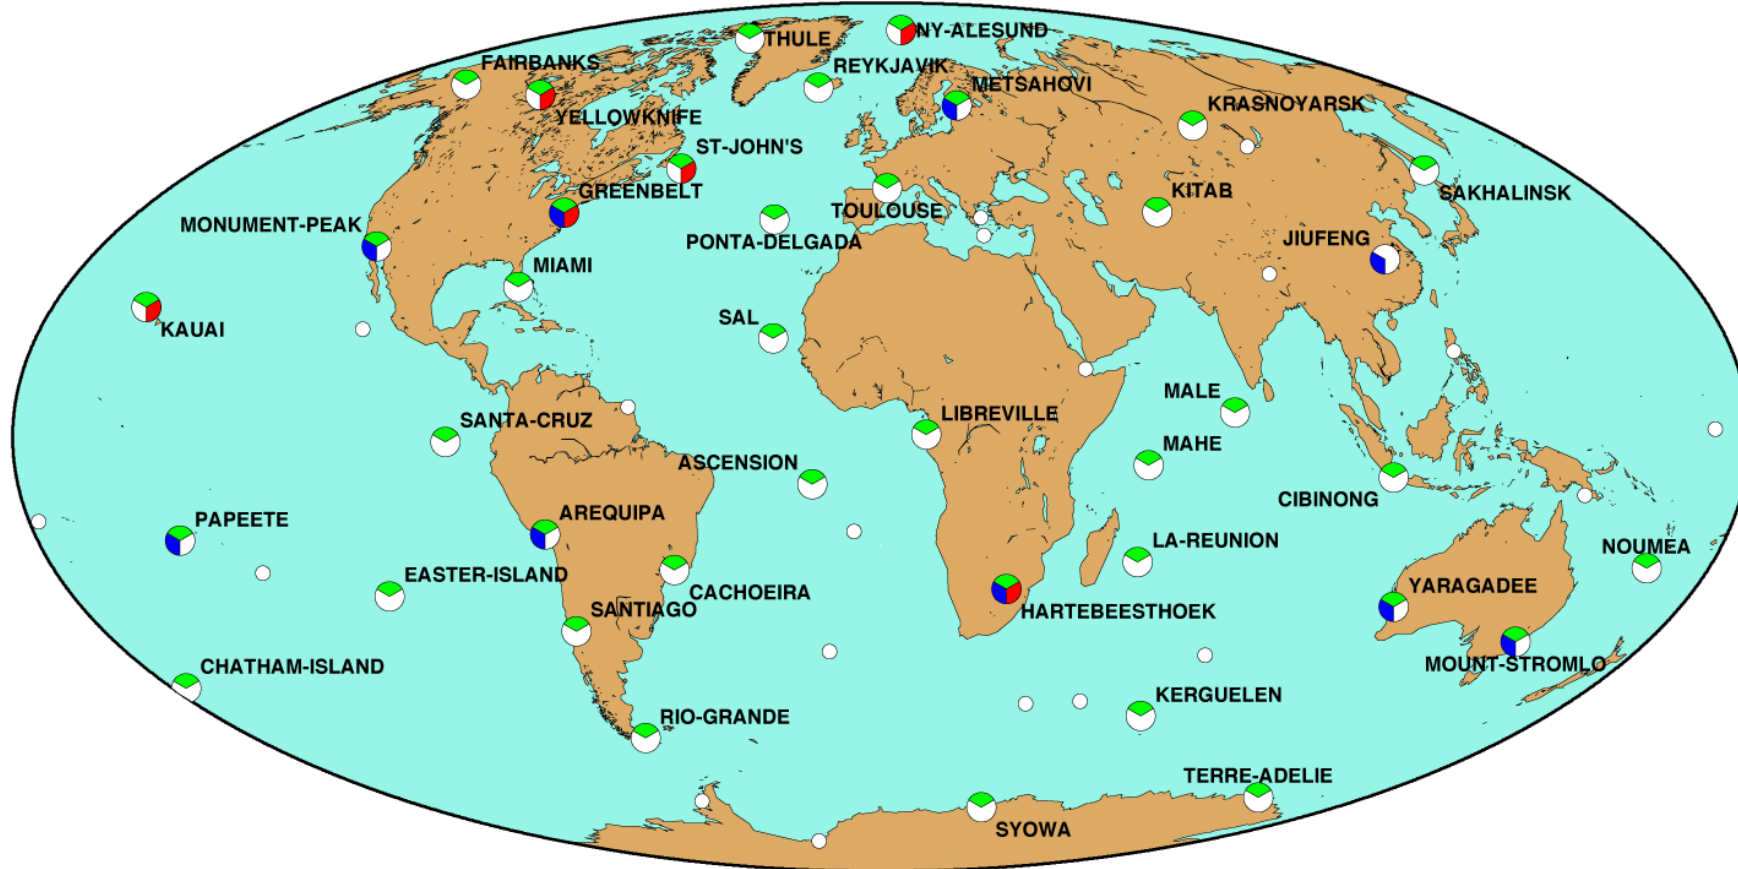 THULE
NY-ALESUND
FAIRBANKS
REYKJAVIK
METSAHOVI
KRASNOYARSK
YELLOWKNIFE
ST-JOHN'S
GREENBELT
KITAB
SAKHALINSK
TOULOUSE
MONUMENT-PEAK
PONTA-DELGADA
JIUFENG
MIAMI
SAL
KAUAI
MALE
LIBREVILLE
SANTA-CRUZ
MAHE
ASCENSION
CIBINONG
AREQUIPA
PAPEETE
LA-REUNION
NOUMEA
EASTER-ISLAND
YARAGADEE
CACHOEIRA
SANTIAGO
HARTEBEESTHOEK
CHATHAM-ISLAND
MOUNT-STROMLO
KERGUELEN
RIO-GRANDE
TERRE-ADELIE
SYOWA